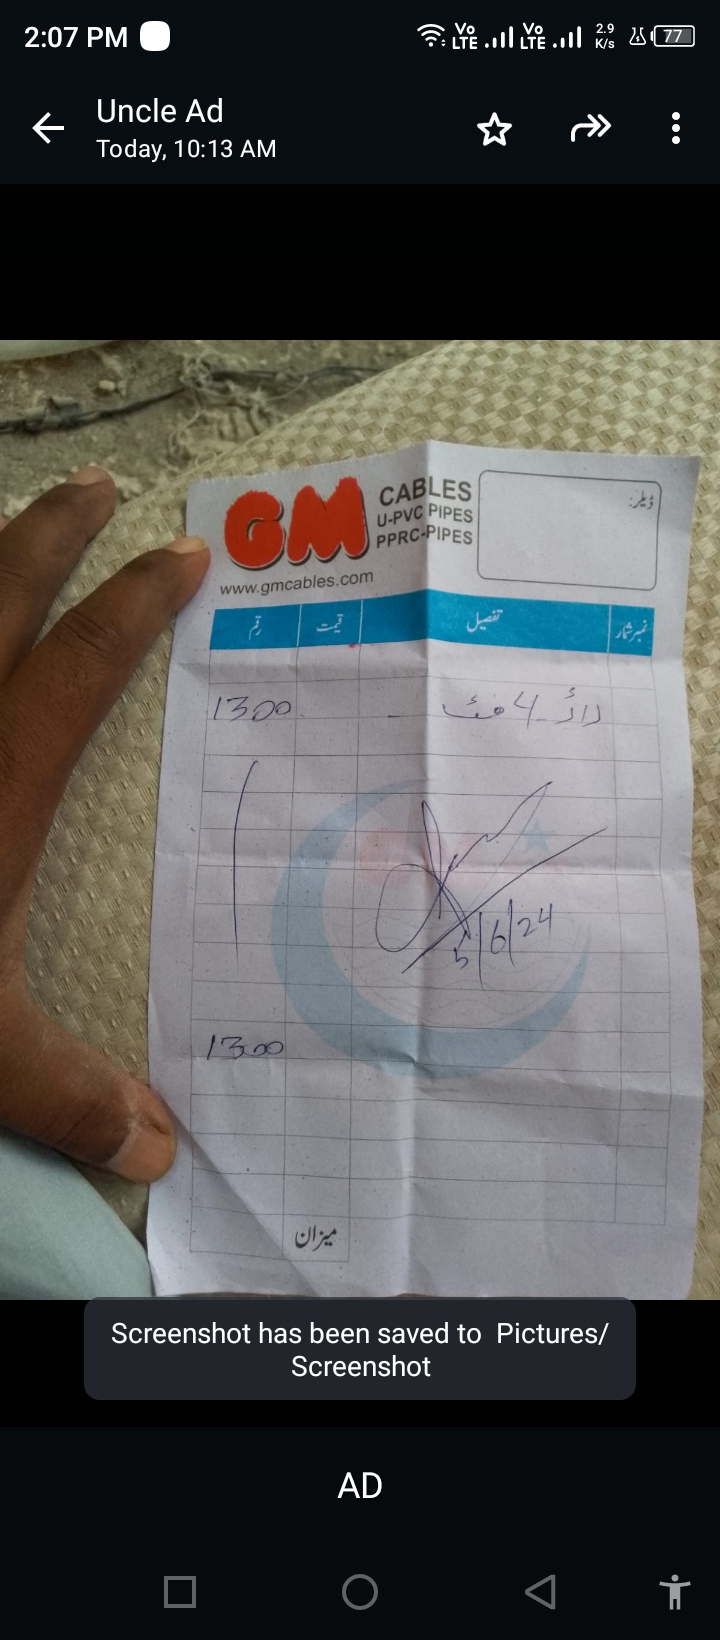 2:07 PM Vo LTE Vo LTE 2.9 K/s 77
Uncle Ad
Today, 10:13 AM
GM CABLES
U-PVC PIPES
PPRC-PIPES
www.gmcables.com
ڈیلر:
نمبر شمار تفصیل قیمت رقم
راڈ 4 فٹ 1300
5/6/24
1300
میزان
Screenshot has been saved to Pictures/
Screenshot
AD